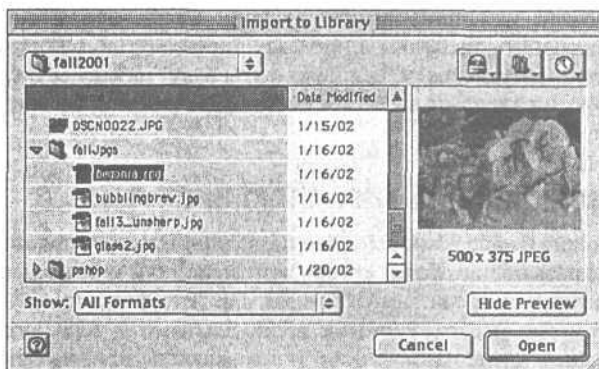 Import to Library
fall2001
Date Modified
DSCN0022.JPG 1/15/02
fallJpgs 1/16/02
begonia.jpg 1/16/02
bubblingbrew.jpg 1/16/02
fall3_unsharp.jpg 1/16/02
glass2.jpg 1/16/02
pshop 1/20/02
500 x 375 JPEG
Show: All Formats
Hide Preview
? Cancel Open